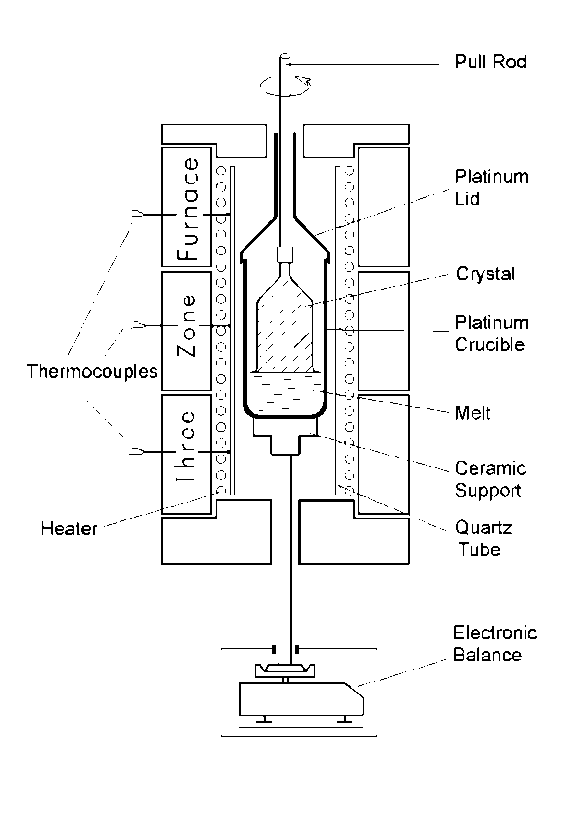 Pull Rod
Platinum
Lid
Crystal
Platinum
Crucible
Melt
Ceramic
Support
Quartz
Tube
Electronic
Balance
Thermocouples
Heater
Three Zone Furnace